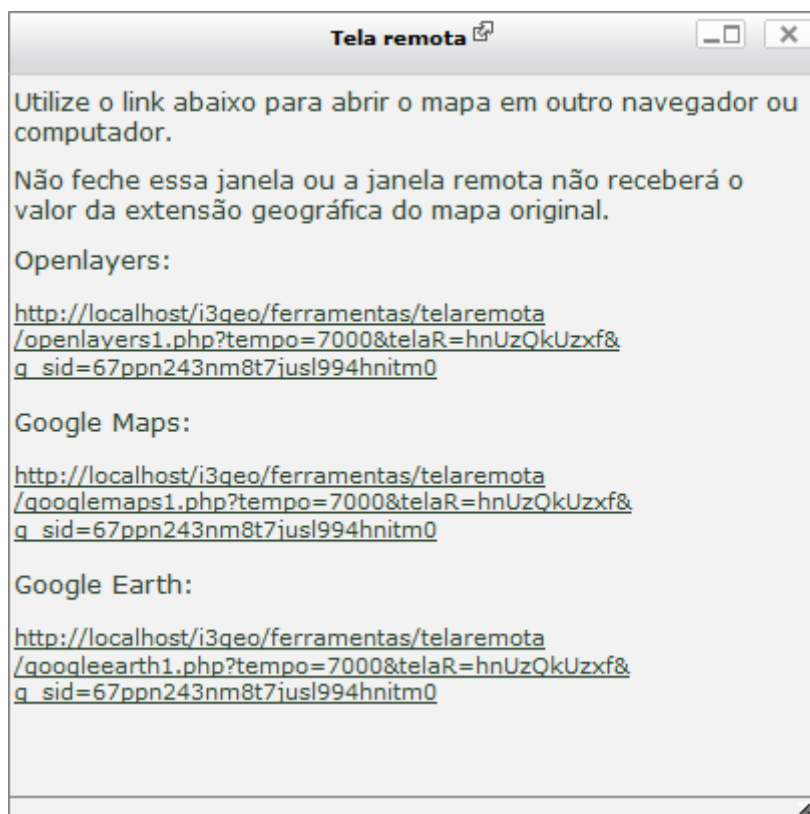 Tela remota
Utilize o link abaixo para abrir o mapa em outro navegador ou
computador.
Não feche essa janela ou a janela remota não receberá o
valor da extensão geográfica do mapa original.
Openlayers:
http://localhost/i3geo/ferramentas/telaremota
/openlayers1.php?tempo=7000&telaR=hnUzQkUzxf&
g_sid=67ppn243nm8t7jusl994hnitm0
Google Maps:
http://localhost/i3geo/ferramentas/telaremota
/googlemaps1.php?tempo=7000&telaR=hnUzQkUzxf&
g_sid=67ppn243nm8t7jusl994hnitm0
Google Earth:
http://localhost/i3geo/ferramentas/telaremota
/googleearth1.php?tempo=7000&telaR=hnUzQkUzxf&
g_sid=67ppn243nm8t7jusl994hnitm0